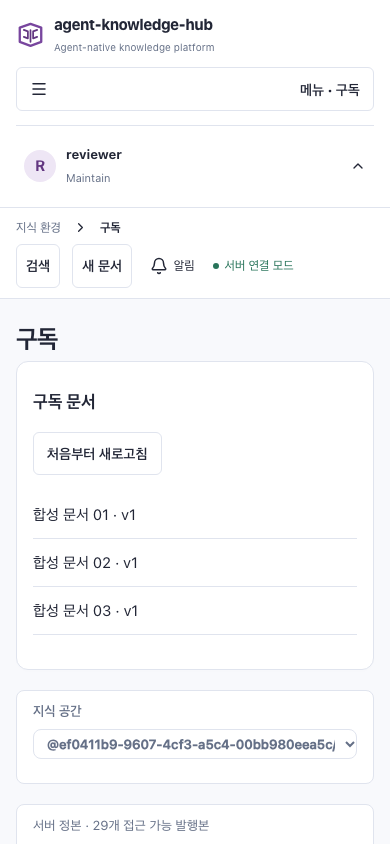 agent-knowledge-hub
Agent-native knowledge platform
메뉴 • 구독
R
reviewer
Maintain
지식 환경 > 구독
검색
새 문서
알림
서버 연결 모드
구독
구독 문서
처음부터 새로고침
합성 문서 01 · v1
합성 문서 02 · v1
합성 문서 03 · v1
지식 공간
@ef0411b9-9607-4cf3-a5c4-00bb980eea5c/
서버 정본 · 29개 접근 가능 발행본